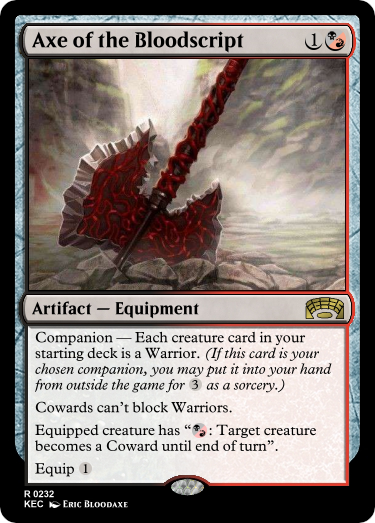 Axe of the Bloodscript 1
Artifact — Equipment
Companion — Each creature card in your
starting deck is a Warrior. (If this card is your
chosen companion, you may put it into your hand
from outside the game for 3 as a sorcery.)
Cowards can't block Warriors.
Equipped creature has “: Target creature
becomes a Coward until end of turn”.
Equip 1
R 0232
KEC Eric Bloodaxe